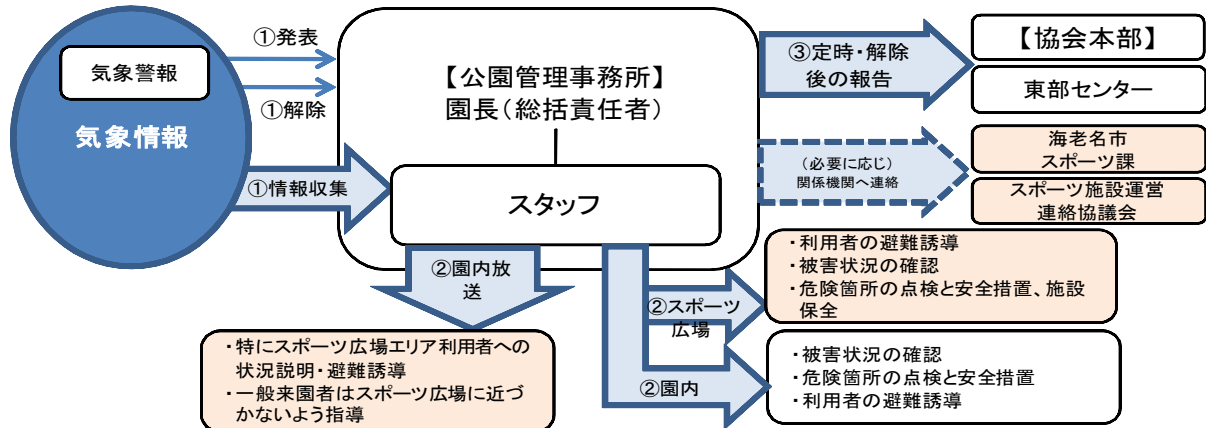 気象警報
気象情報
①発表
①解除
①情報収集
【公園管理事務所】
園長(総括責任者)
スタッフ
③定時・解除
後の報告
【協会本部】
東部センター
(必要に応じ)
関係機関へ連絡
海老名市
スポーツ課
スポーツ施設運営
連絡協議会
②園内放
送
・特にスポーツ広場エリア利用者への
状況説明・避難誘導
・一般来園者はスポーツ広場に近づ
かないよう指導
②スポーツ
広場
・利用者の避難誘導
・被害状況の確認
・危険箇所の点検と安全措置、施設
保全
②園内
・被害状況の確認
・危険箇所の点検と安全措置
・利用者の避難誘導